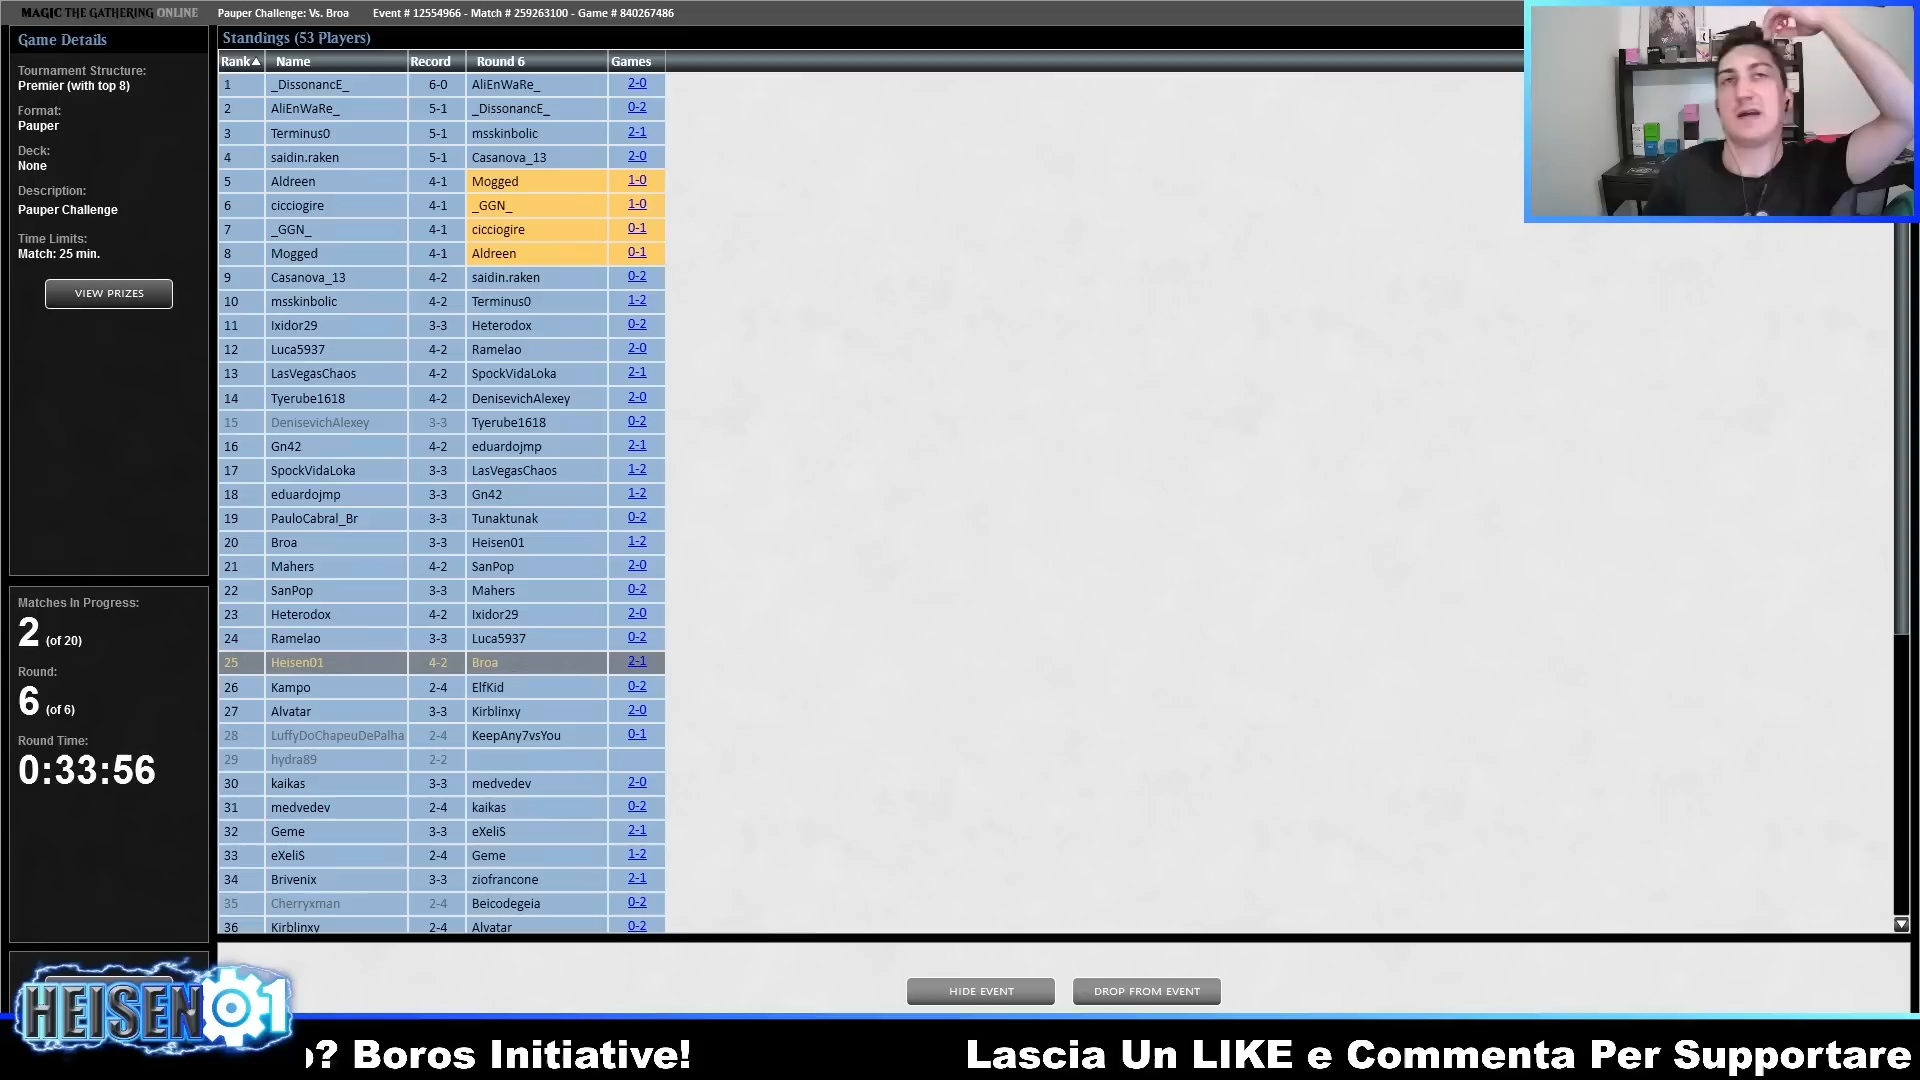 MAGIC THE GATHERING ONLINE Pauper Challenge: Vs. Broa Event # 12554966 - Match # 259263100 - Game # 840267486
Game Details
Tournament Structure:
Premier (with top 8)
Format:
Pauper
Deck:
None
Description:
Pauper Challenge
Time Limits:
Match: 25 min.
VIEW PRIZES
Matches In Progress:
2 (of 20)
Round:
6 (of 6)
Round Time:
0:33:56
Standings (53 Players)
Rank Name Record Round 6 Games
1 _DissonancE_ 6-0 AliEnWaRe_ 2-0
2 AliEnWaRe_ 5-1 _DissonancE_ 0-2
3 Terminus0 5-1 msskinbolic 2-1
4 saidin.raken 5-1 Casanova_13 2-0
5 Aldreen 4-1 Mogged 1-0
6 cicciogire 4-1 _GGN_ 1-0
7 _GGN_ 4-1 cicciogire 0-1
8 Mogged 4-1 Aldreen 0-1
9 Casanova_13 4-2 saidin.raken 0-2
10 msskinbolic 4-2 Terminus0 1-2
11 Ixidor29 3-3 Heterodox 0-2
12 Luca5937 4-2 Ramelao 2-0
13 LasVegasChaos 4-2 SpockVidaLoka 2-1
14 Tyerube1618 4-2 DenisevichAlexey 2-0
15 DenisevichAlexey 3-3 Tyerube1618 0-2
16 Gn42 4-2 eduardojmp 2-1
17 SpockVidaLoka 3-3 LasVegasChaos 1-2
18 eduardojmp 3-3 Gn42 1-2
19 PauloCabral_Br 3-3 Tunaktunak 0-2
20 Broa 3-3 Heisen01 1-2
21 Mahers 4-2 SanPop 2-0
22 SanPop 3-3 Mahers 0-2
23 Heterodox 4-2 Ixidor29 2-0
24 Ramelao 3-3 Luca5937 0-2
25 Heisen01 4-2 Broa 2-1
26 Kampo 2-4 ElfKid 0-2
27 Alvatar 3-3 Kirblinxy 2-0
28 LuffyDoChapeuDePalha 2-4 KeepAny7vsYou 0-1
29 hydra89 2-2
30 kaikas 3-3 medvedev 2-0
31 medvedev 2-4 kaikas 0-2
32 Geme 3-3 eXeliS 2-1
33 eXeliS 2-4 Geme 1-2
34 Brivenix 3-3 ziofrancone 2-1
35 Cherryxman 2-4 Beicodegeia 0-2
36 Kirblinxy 2-4 Alvatar 0-2
HIDE EVENT DROP FROM EVENT
HEISEN01
? Boros Initiative! Lascia Un LIKE e Commenta Per Supportare